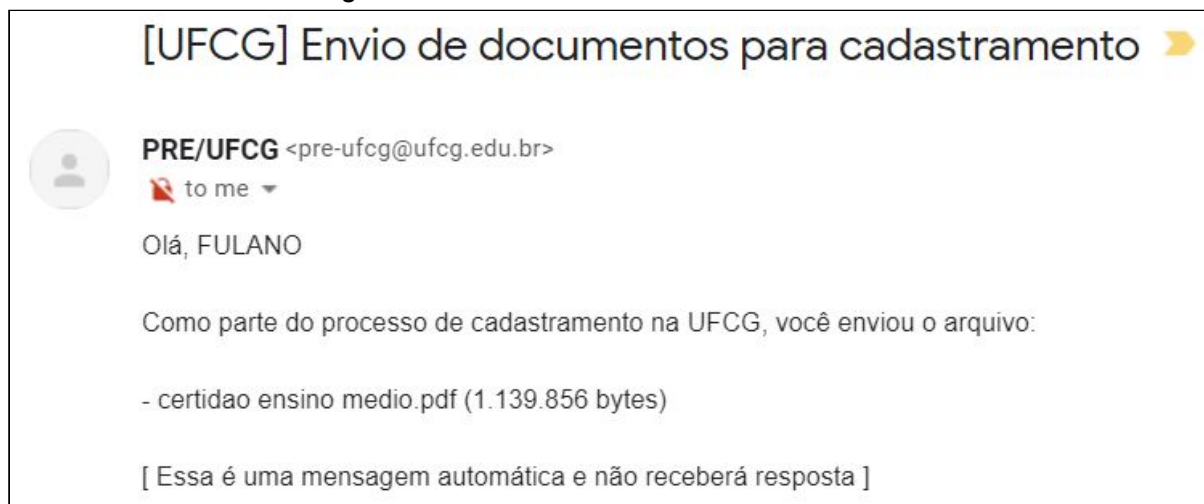 [UFCG] Envio de documentos para cadastramento
PRE/UFCG <pre-ufcg@ufcg.edu.br>
to me
Olá, FULANO
Como parte do processo de cadastramento na UFCG, você enviou o arquivo:
- certidao ensino medio.pdf (1.139.856 bytes)
[ Essa é uma mensagem automática e não receberá resposta ]